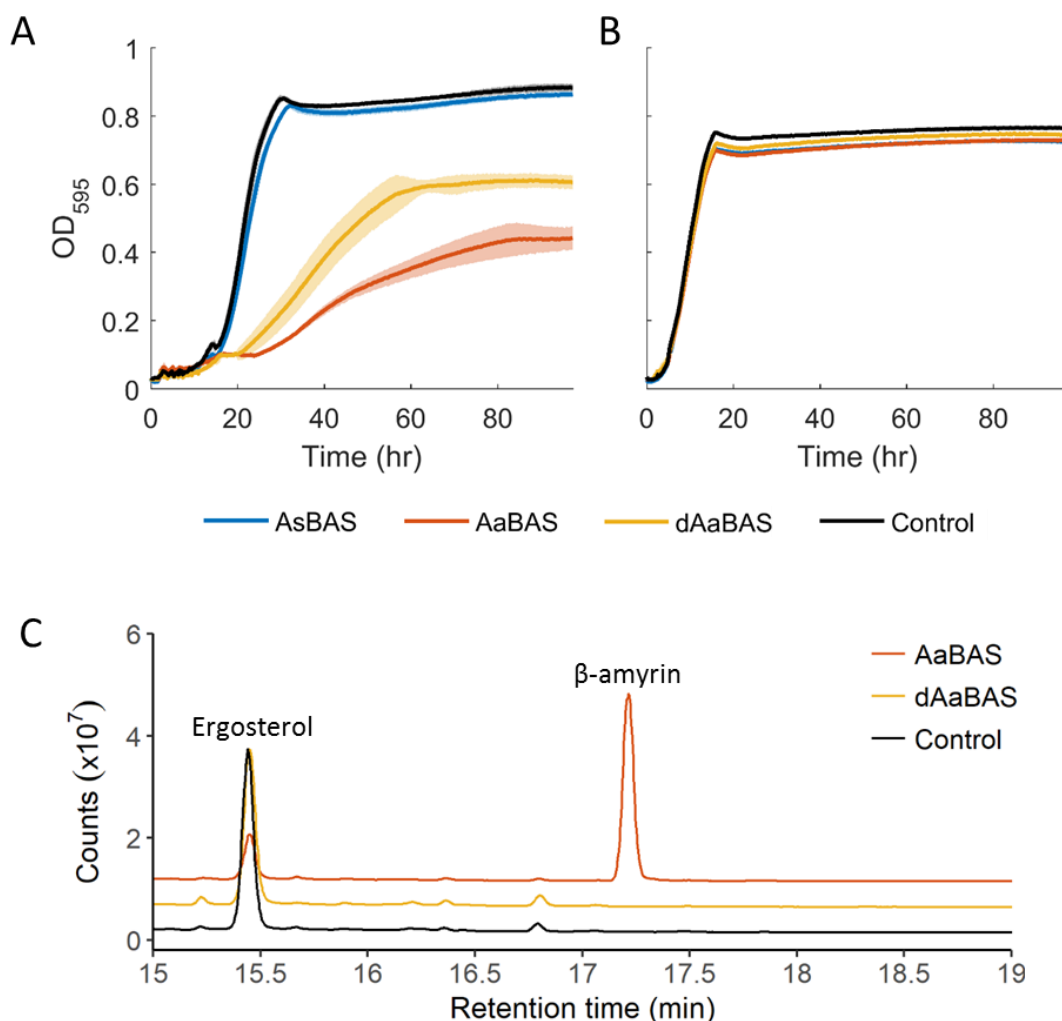 A
B
1
0.8
0.6
0.4
0.2
0
OD595
0 20 40 60 80
0 20 40 60 80
Time (hr)
Time (hr)
AsBAS AaBAS dAaBAS Control
C
6
4
2
0
Counts (x10⁷)
Ergosterol
β-amyrin
AaBAS
dAaBAS
Control
15 15.5 16 16.5 17 17.5 18 18.5 19
Retention time (min)